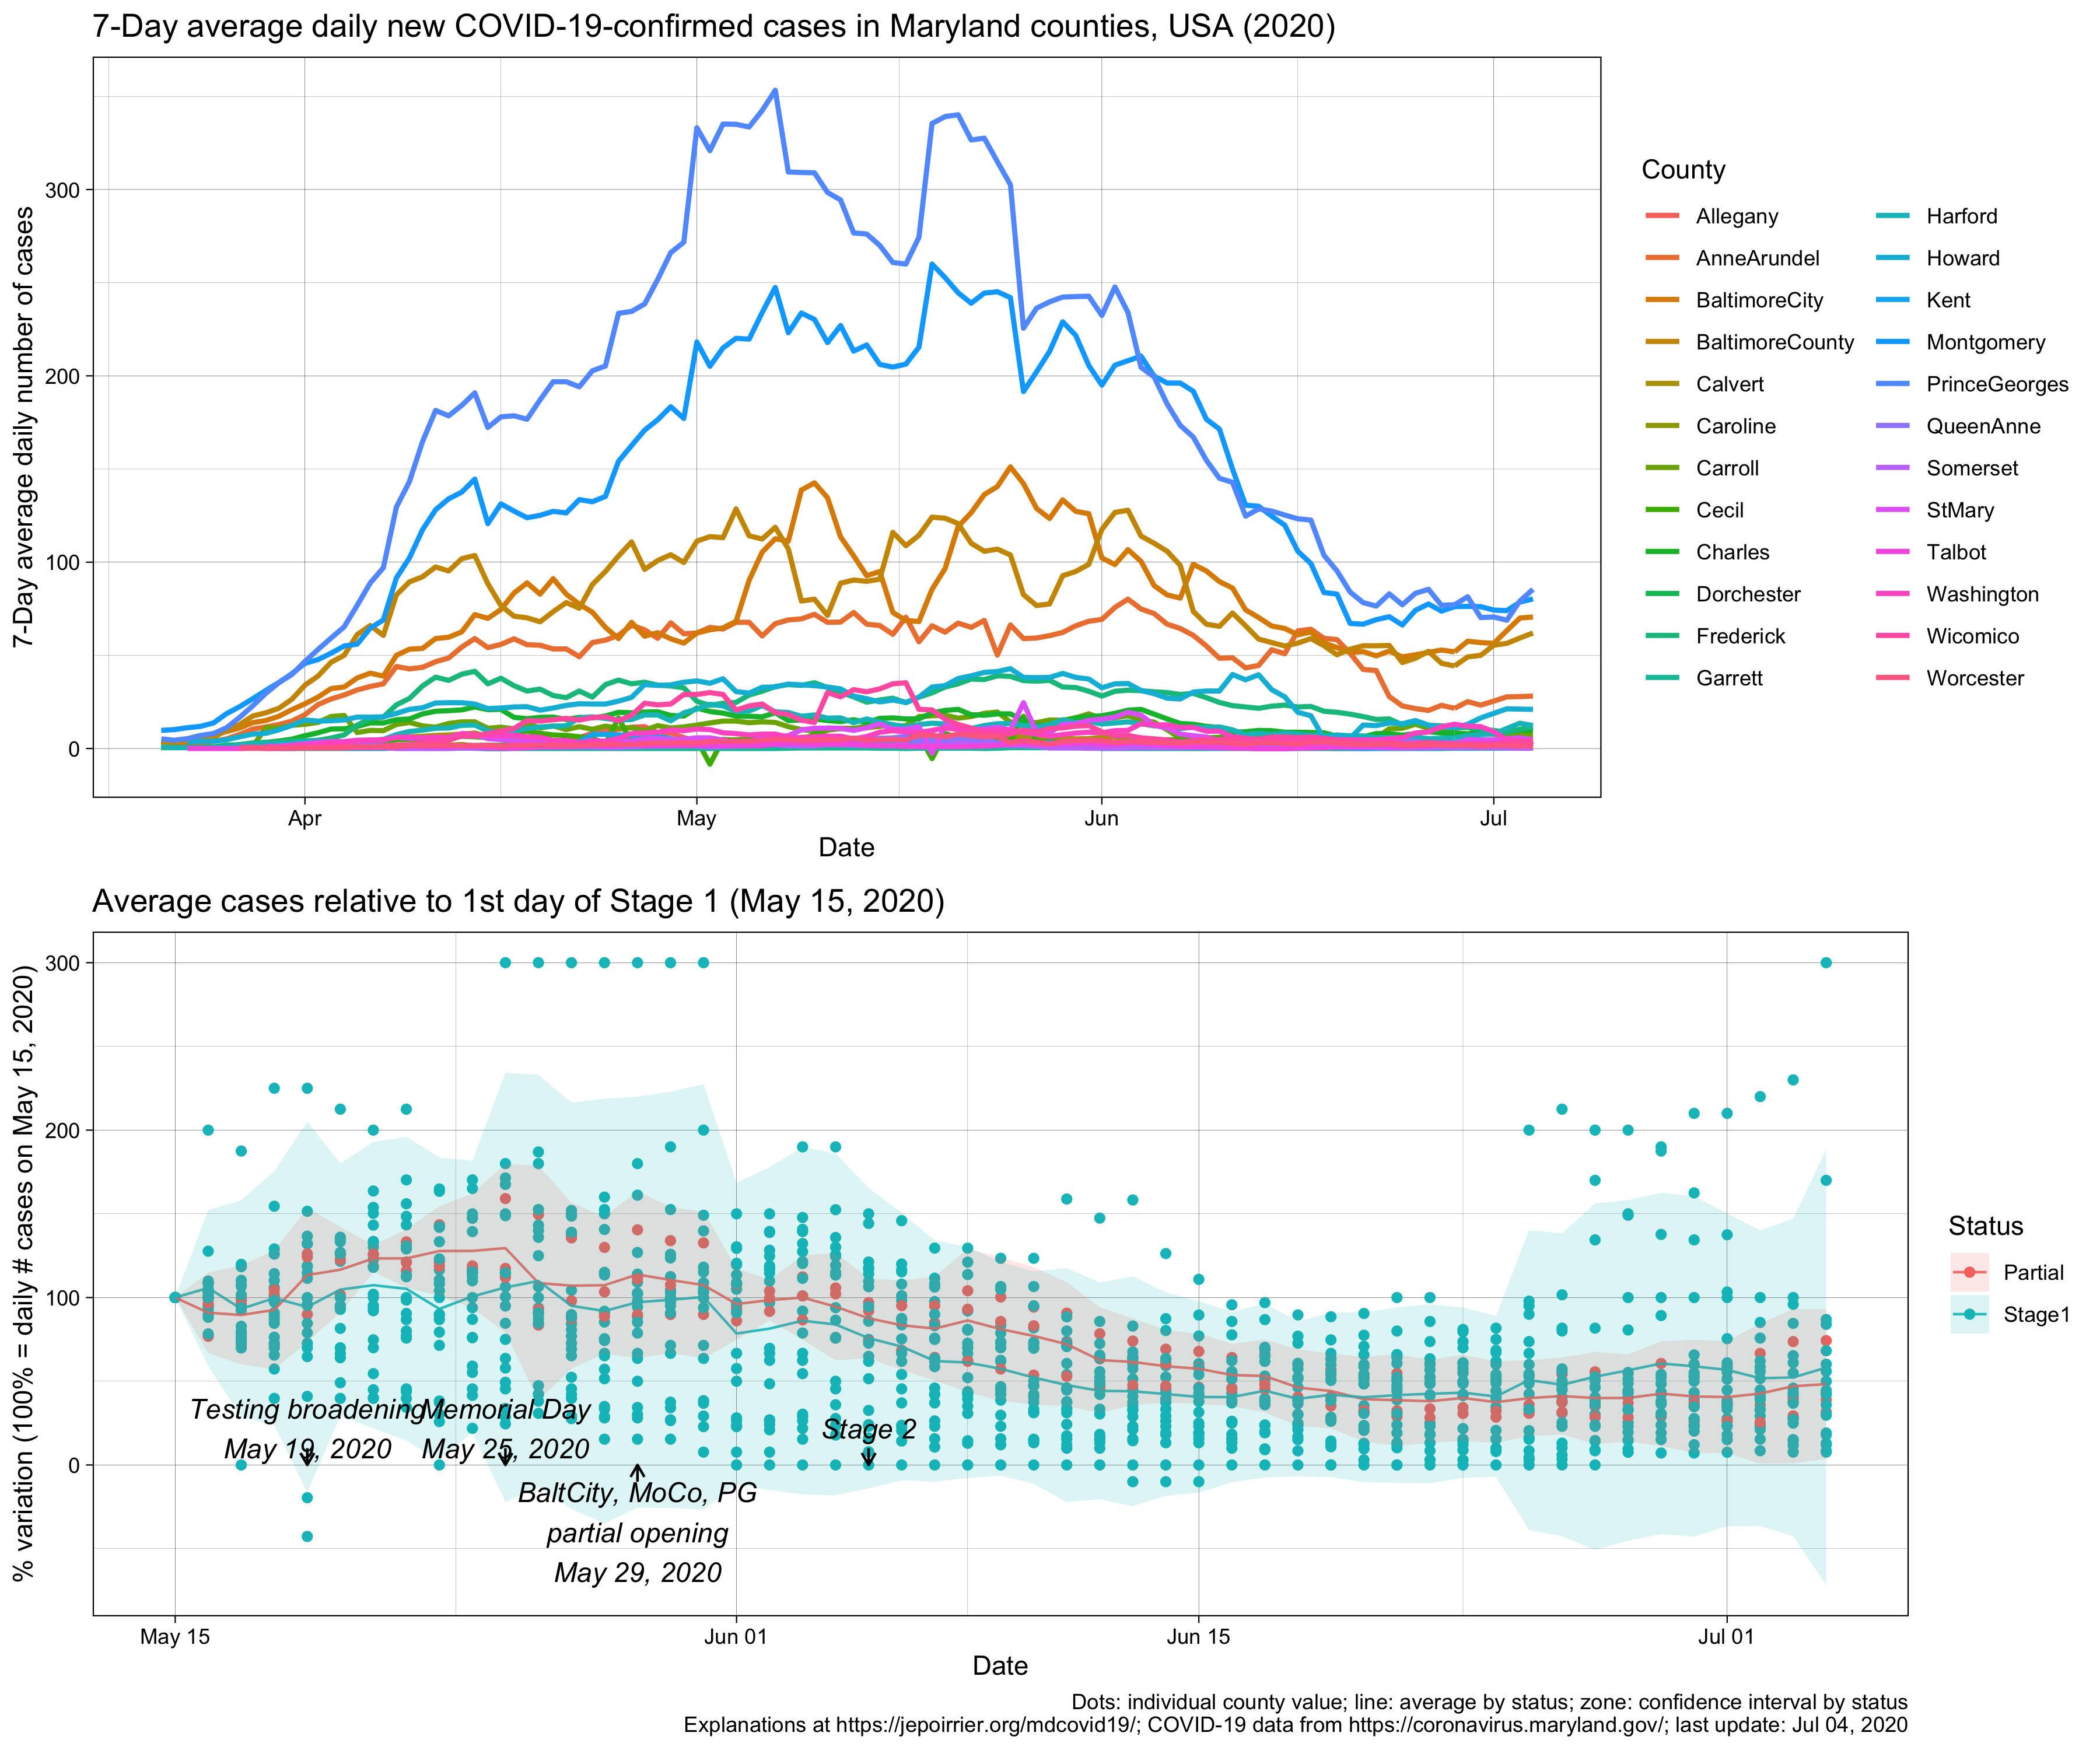 7-Day average daily new COVID-19-confirmed cases in Maryland counties, USA (2020)
7-Day average daily number of cases
300
200
100
0
Apr
May
Jun
Jul
Date
County
Allegany
AnneArundel
BaltimoreCity
BaltimoreCounty
Calvert
Caroline
Carroll
Cecil
Charles
Dorchester
Frederick
Garrett
Harford
Howard
Kent
Montgomery
PrinceGeorges
QueenAnne
Somerset
StMary
Talbot
Washington
Wicomico
Worcester
Average cases relative to 1st day of Stage 1 (May 15, 2020)
% variation (100% = daily # cases on May 15, 2020)
300
200
100
0
Testing broadening
May 19, 2020
Memorial Day
May 25, 2020
BaltCity, MoCo, PG
partial opening
May 29, 2020
Stage 2
May 15
Jun 01
Jun 15
Jul 01
Date
Status
Partial
Stage1
Dots: individual county value; line: average by status; zone: confidence interval by status
Explanations at https://jepoirrier.org/mdcovid19/; COVID-19 data from https://coronavirus.maryland.gov/; last update: Jul 04, 2020